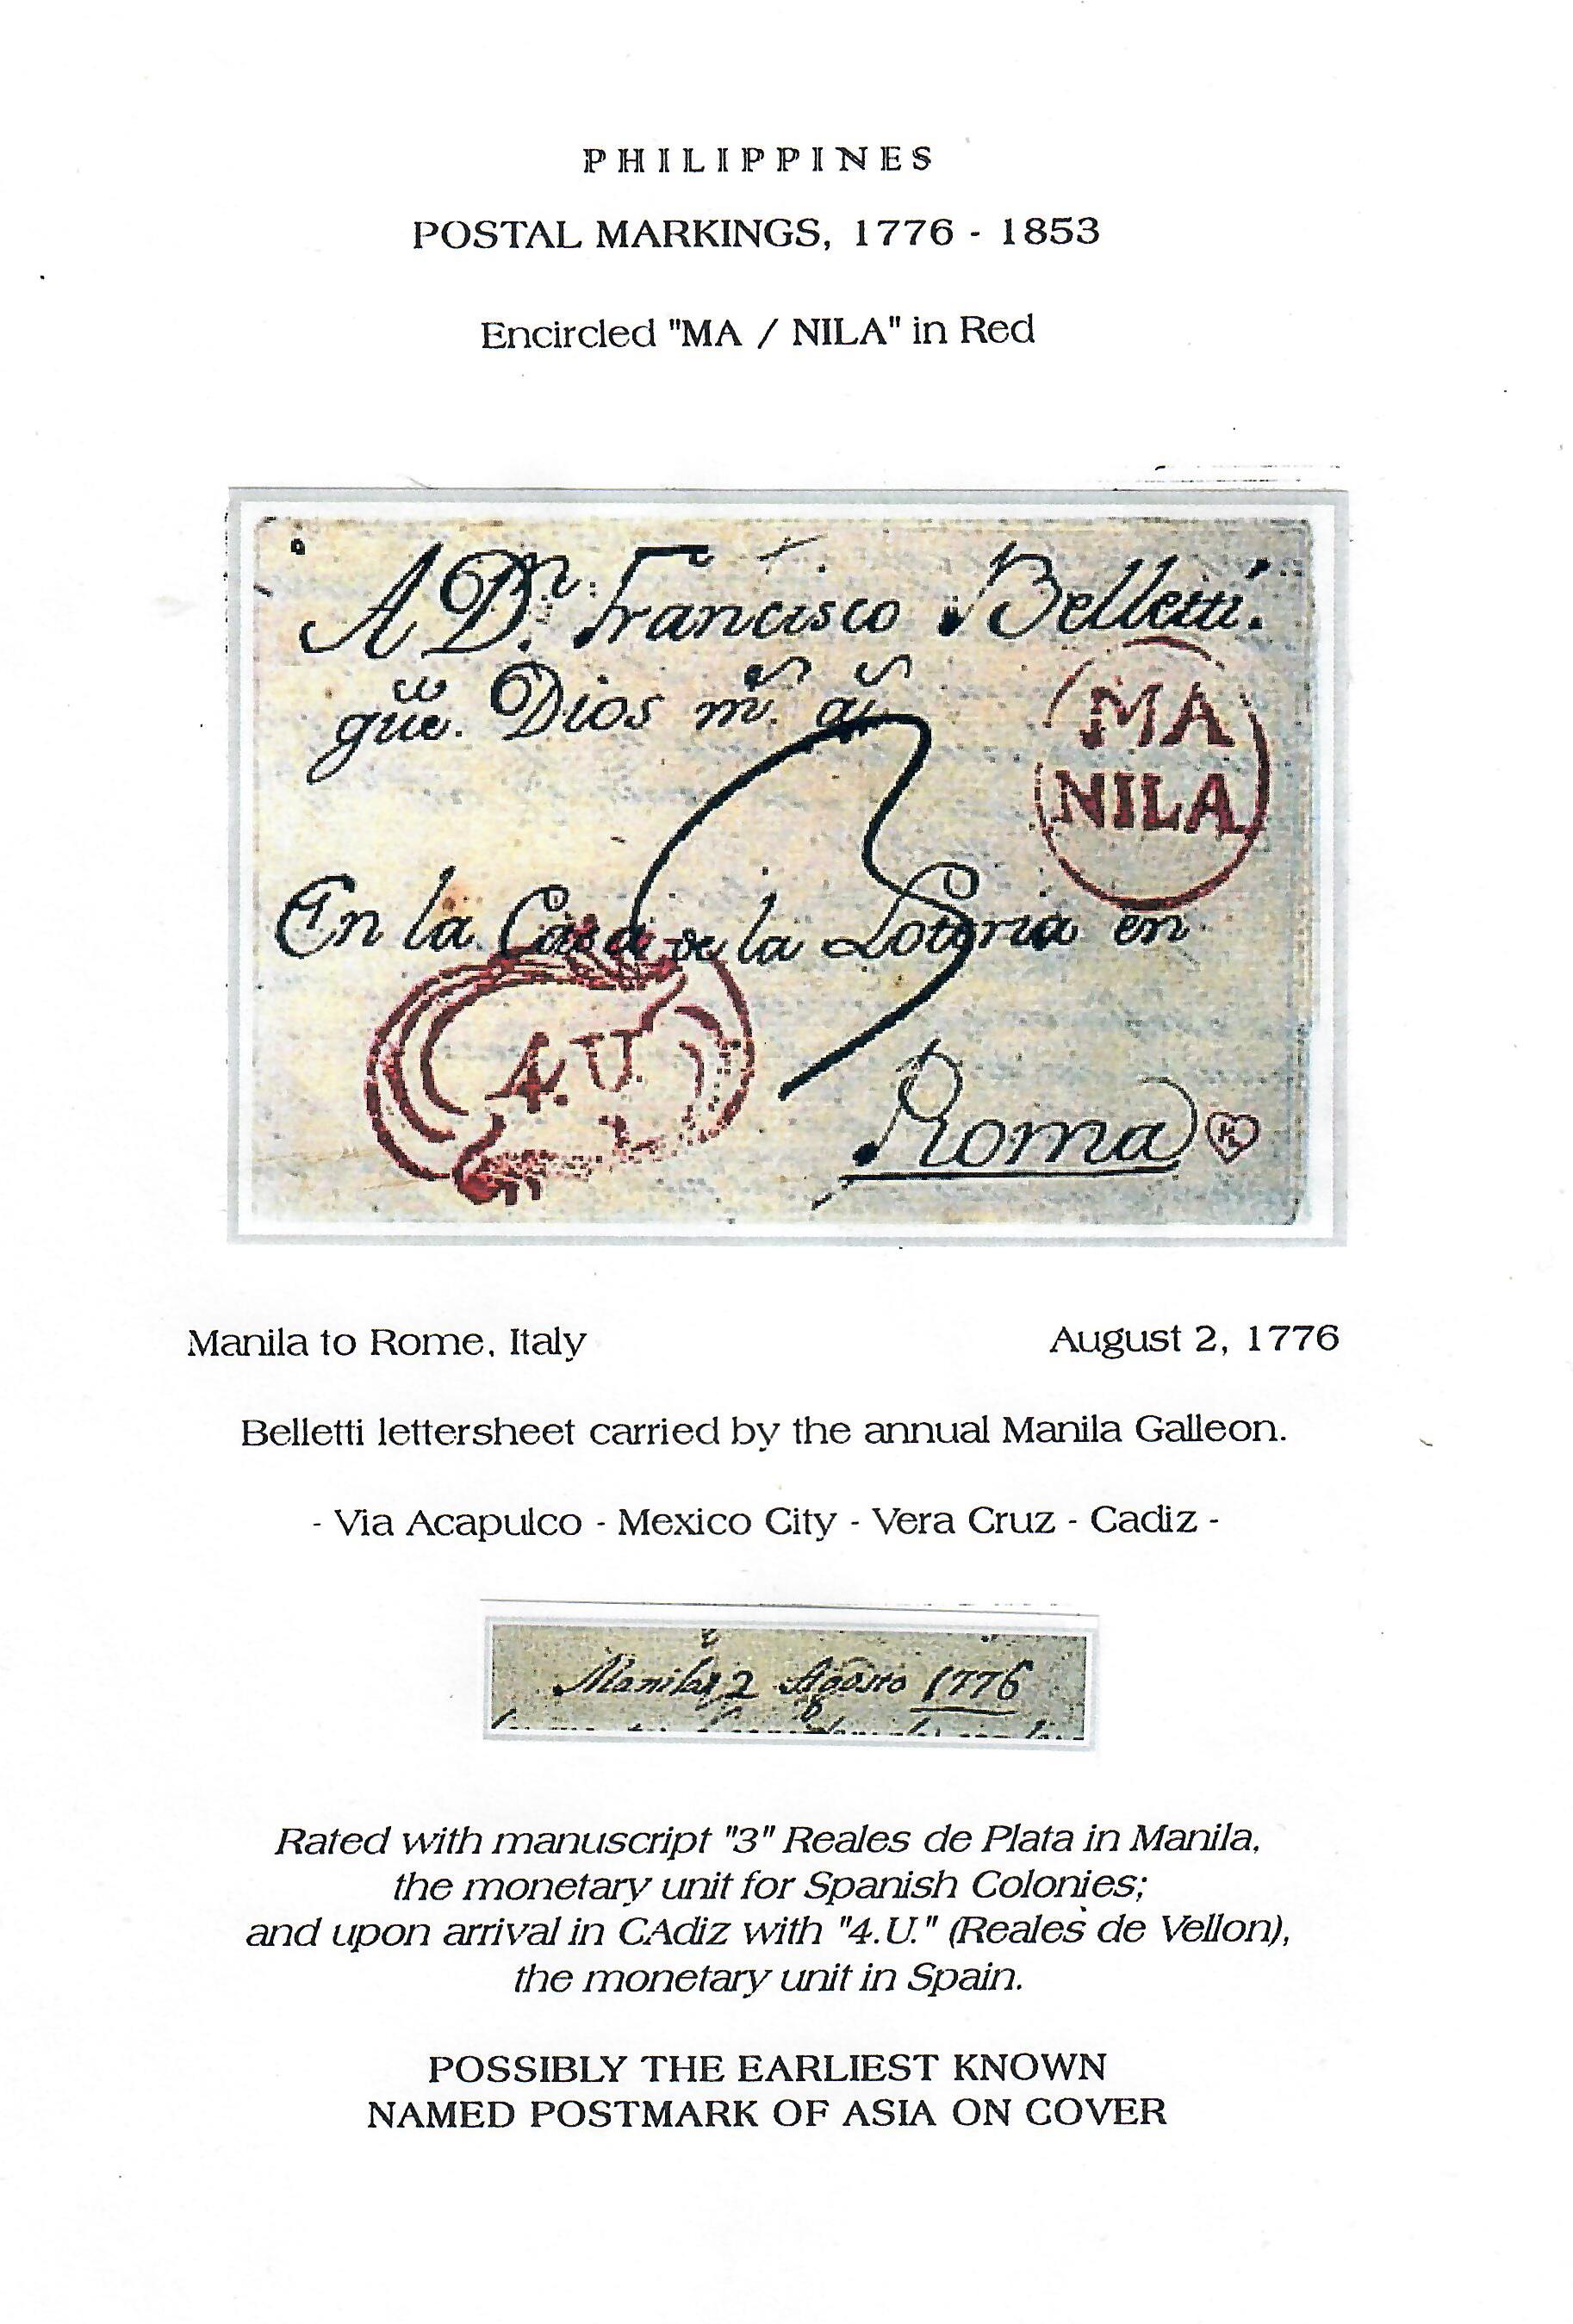 PHILIPPINES
POSTAL MARKINGS, 1776 - 1853
Encircled "MA / NILA" in Red
A Dn. Francisco Belletti.
gue. Dios ms. as.
MA
NILA
3
En la Casa de la Loteria en
4.U.
Roma
Manila to Rome, Italy
August 2, 1776
Belletti lettersheet carried by the annual Manila Galleon.
- Via Acapulco - Mexico City - Vera Cruz - Cadiz -
Manila 2 Agosto 1776
Rated with manuscript "3" Reales de Plata in Manila,
the monetary unit for Spanish Colonies;
and upon arrival in CAdiz with "4.U." (Reales de Vellon),
the monetary unit in Spain.
POSSIBLY THE EARLIEST KNOWN
NAMED POSTMARK OF ASIA ON COVER